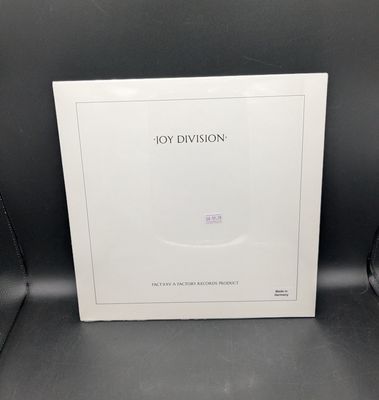 ·JOY DIVISION·
FACT·XXV·A FACTORY RECORDS PRODUCT
Made in
Germany